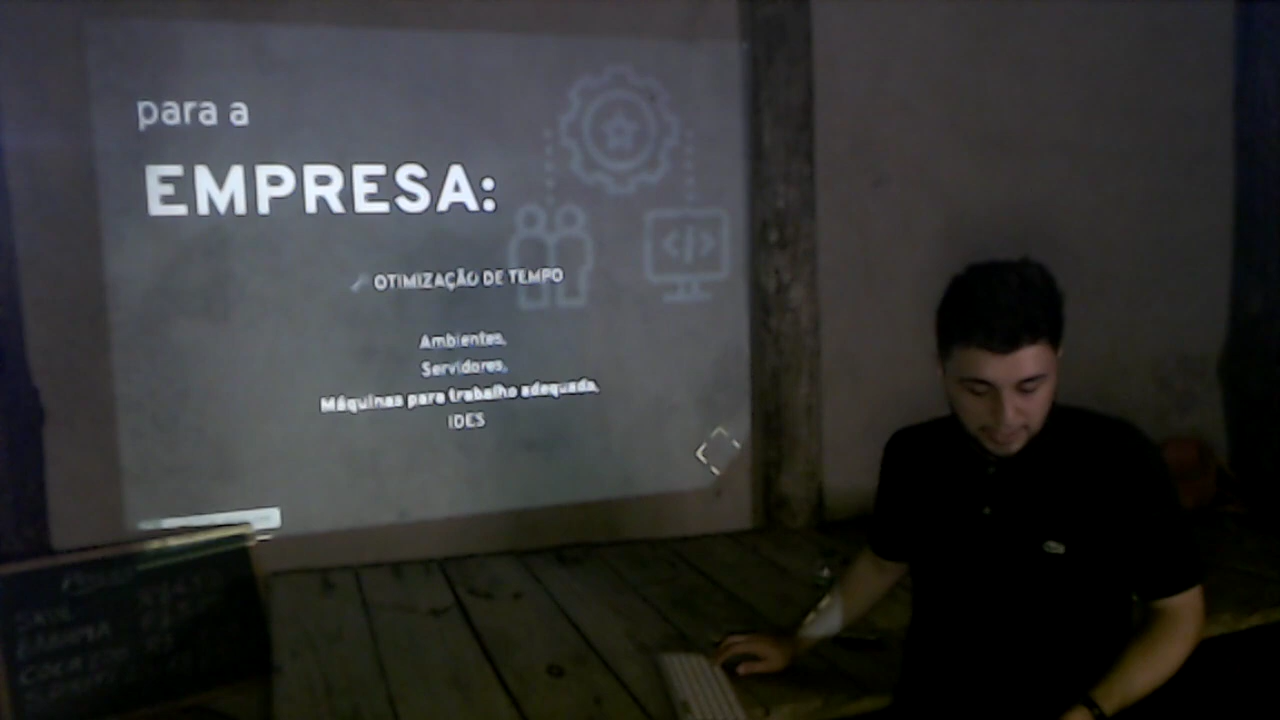 para a
EMPRESA:
OTIMIZAÇÃO DE TEMPO
Ambientes,
Servidores,
Máquinas para trabalho adequada,
IDES